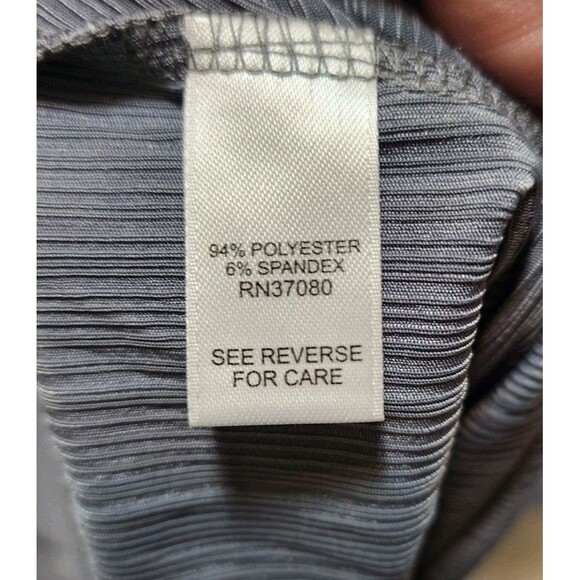 94% POLYESTER
6% SPANDEX
RN37080
SEE REVERSE
FOR CARE